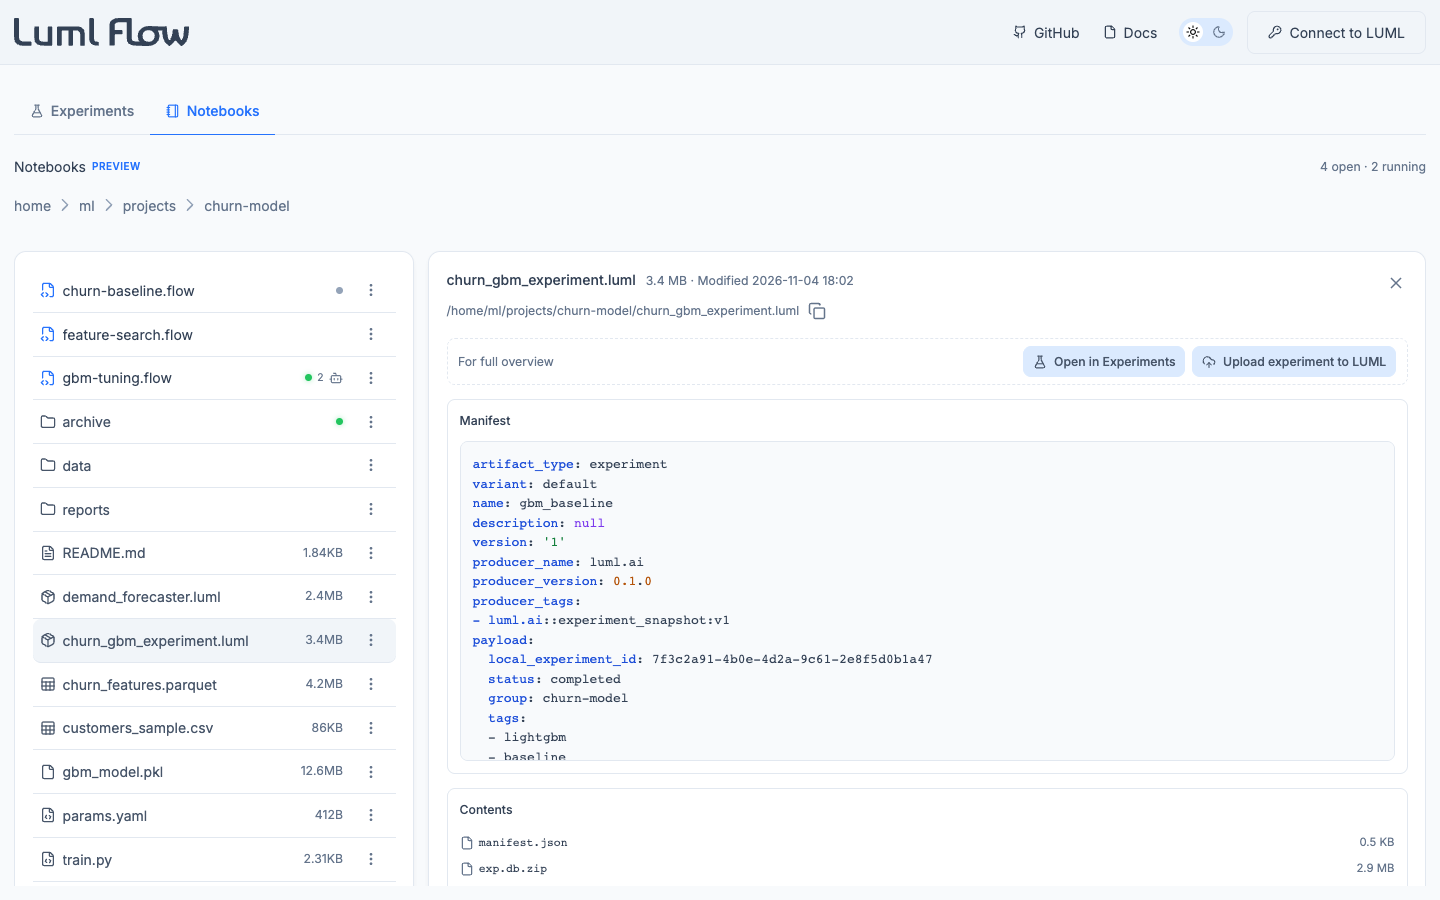 Luml Flow
GitHub
Docs
Connect to LUML
Experiments
Notebooks
Notebooks PREVIEW
4 open · 2 running
home > ml > projects > churn-model
churn-baseline.flow
feature-search.flow
gbm-tuning.flow 2
archive
data
reports
README.md 1.84KB
demand_forecaster.luml 2.4MB
churn_gbm_experiment.luml 3.4MB
churn_features.parquet 4.2MB
customers_sample.csv 86KB
gbm_model.pkl 12.6MB
params.yaml 412B
train.py 2.31KB
churn_gbm_experiment.luml 3.4 MB · Modified 2026-11-04 18:02
/home/ml/projects/churn-model/churn_gbm_experiment.luml
For full overview
Open in Experiments
Upload experiment to LUML
Manifest
artifact_type: experiment
variant: default
name: gbm_baseline
description: null
version: '1'
producer_name: luml.ai
producer_version: 0.1.0
producer_tags:
- luml.ai::experiment_snapshot:v1
payload:
local_experiment_id: 7f3c2a91-4b0e-4d2a-9c61-2e8f5d0b1a47
status: completed
group: churn-model
tags:
- lightgbm
- baseline
Contents
manifest.json 0.5 KB
exp.db.zip 2.9 MB